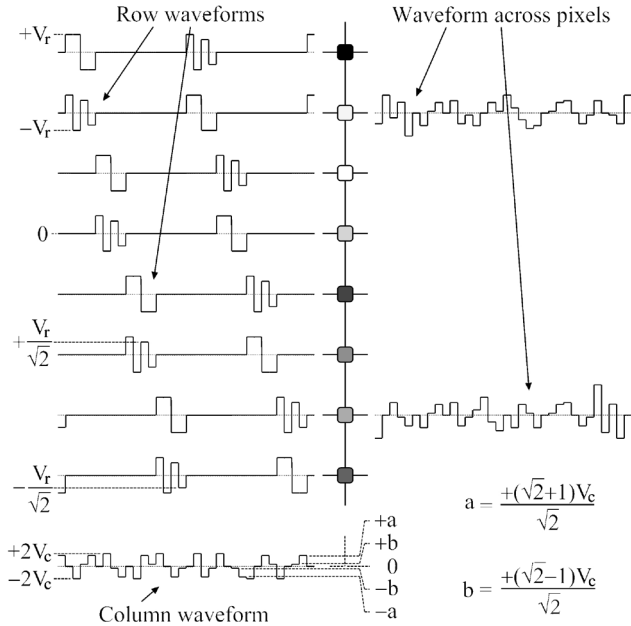 Row waveforms
Waveform across pixels
+Vr
−Vr
0
+Vr/√2
−Vr/√2
a = +(√2+1)Vc/√2
+a
+2Vc
+b
0
−2Vc
−b
b = +(√2−1)Vc/√2
−a
Column waveform